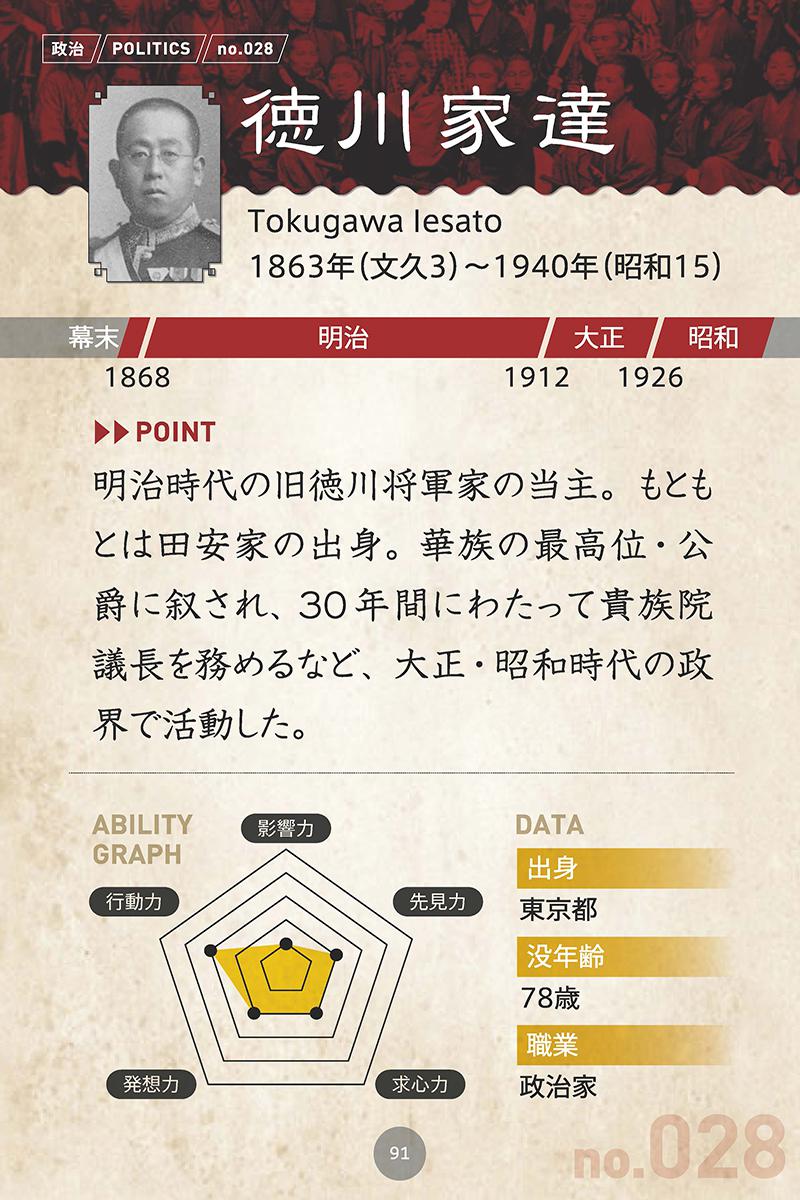 政治 POLITICS no.028
徳川家達
Tokugawa Iesato
1863年(文久3)～1940年(昭和15)
幕末 明治 大正 昭和
1868 1912 1926
POINT
明治時代の旧徳川将軍家の当主。もとも
とは田安家の出身。華族の最高位・公
爵に叙され、30年間にわたって貴族院
議長を務めるなど、大正・昭和時代の政
界で活動した。
ABILITY
GRAPH
影響力
行動力
先見力
発想力
求心力
DATA
出身
東京都
没年齢
78歳
職業
政治家
91
no.028